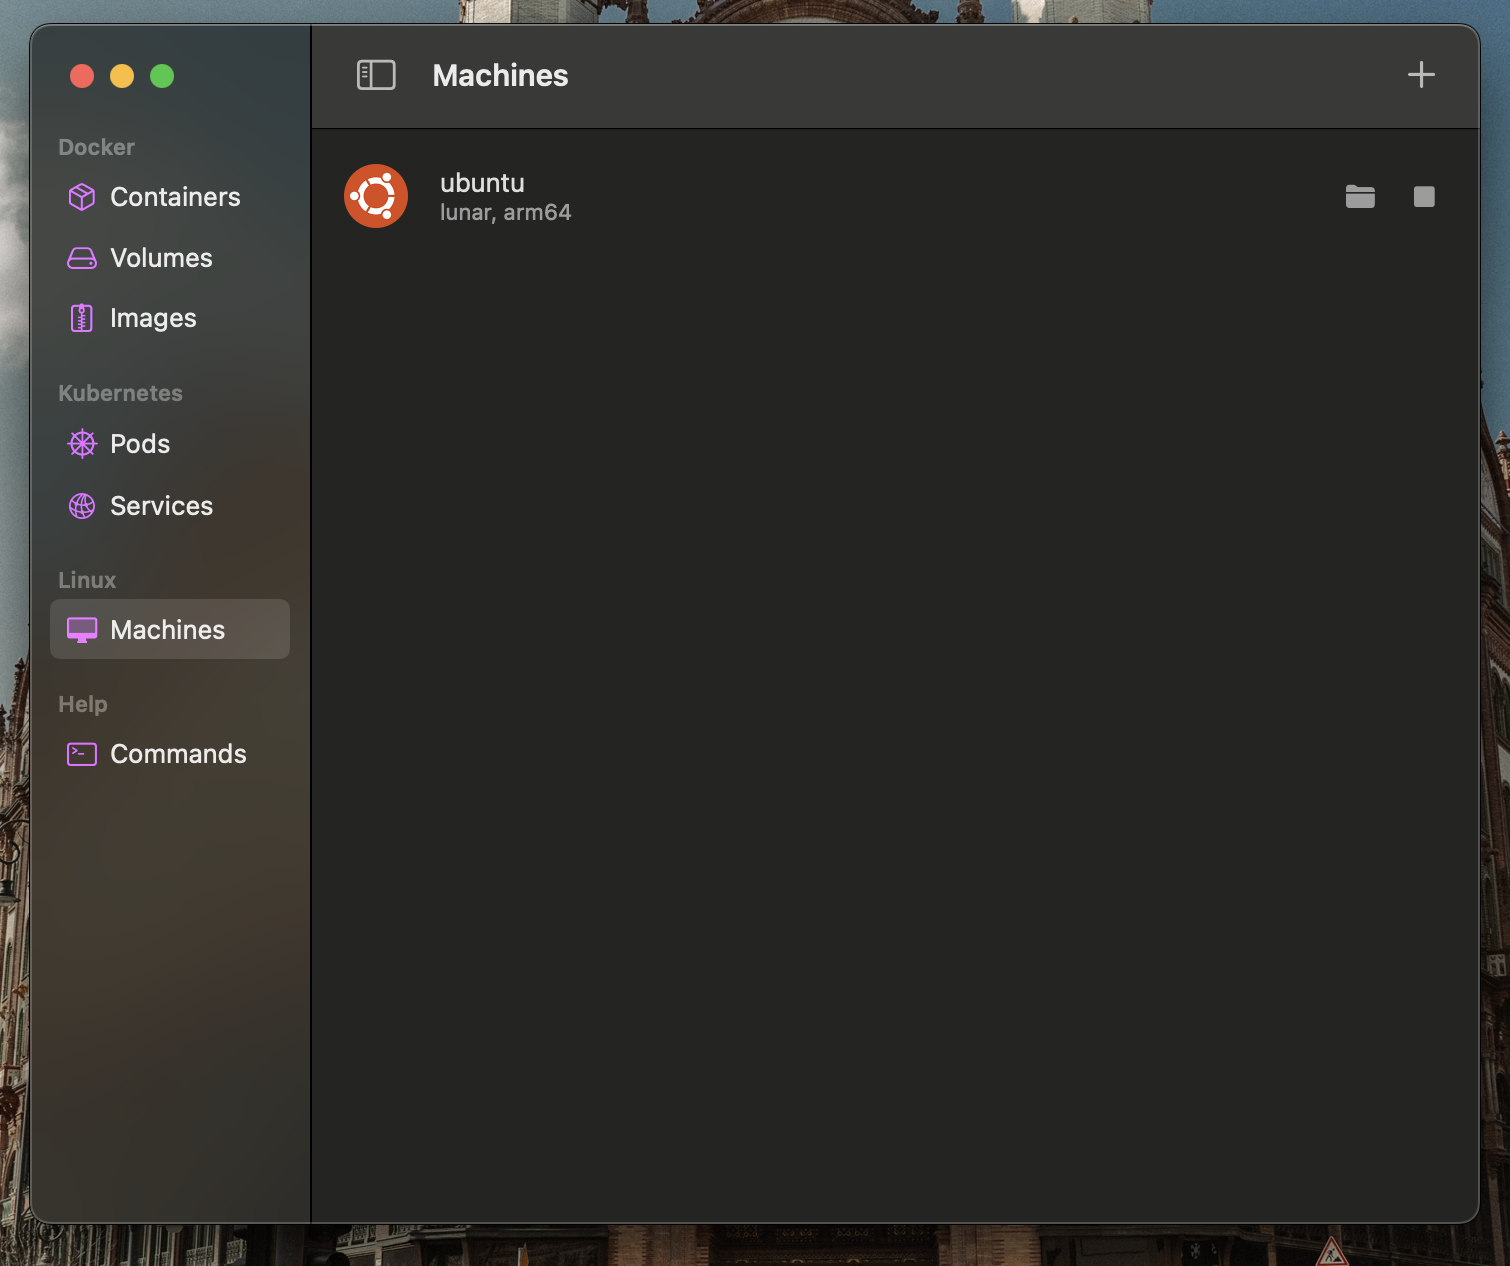 Docker
Containers
Volumes
Images
Kubernetes
Pods
Services
Linux
Machines
Help
Commands
Machines
ubuntu
lunar, arm64